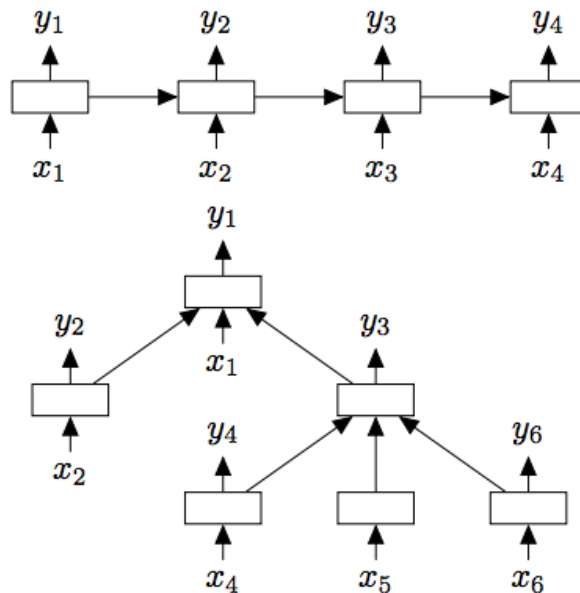 y₁ y₂ y₃ y₄
x₁ x₂ x₃ x₄
y₁
y₂ y₃
x₁
y₄ y₆
x₂
x₄ x₅ x₆